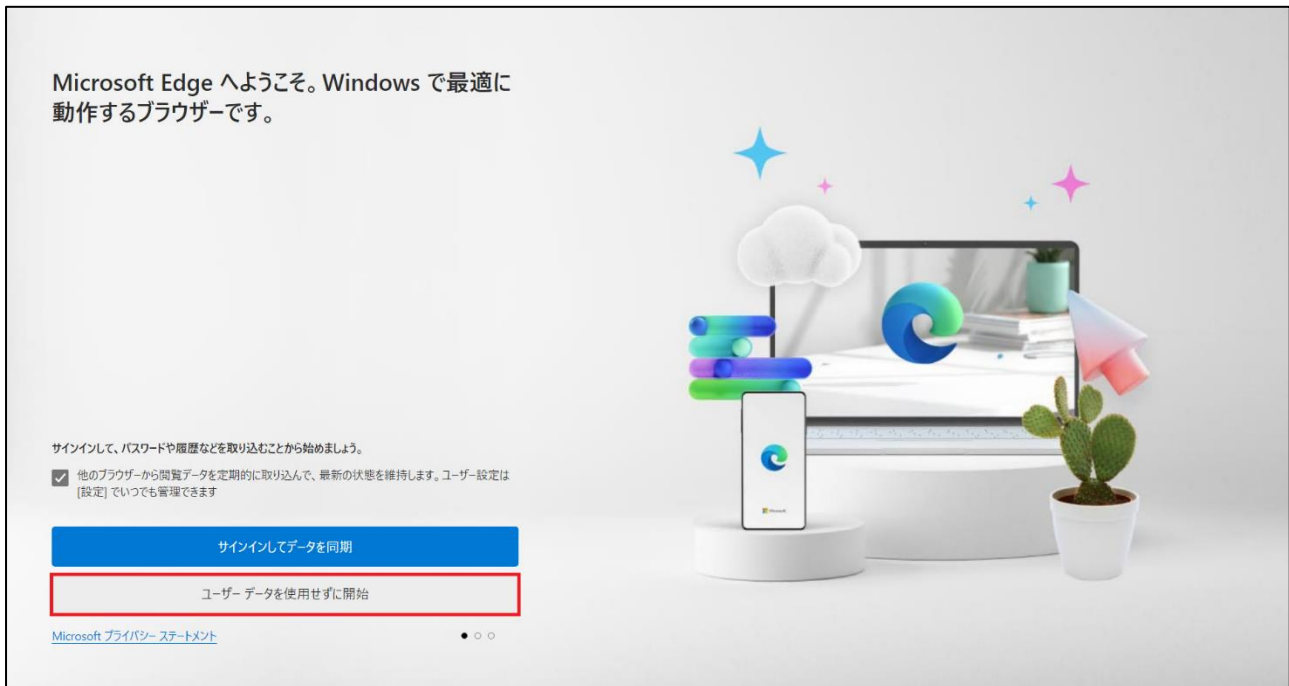 Microsoft Edge へようこそ。Windows で最適に
動作するブラウザーです。
サインインして、パスワードや履歴などを取り込むことから始めましょう。
他のブラウザーから閲覧データを定期的に取り込んで、最新の状態を維持します。ユーザー設定は
[設定] でいつでも管理できます
サインインしてデータを同期
ユーザー データを使用せずに開始
Microsoft プライバシー ステートメント
Microsoft